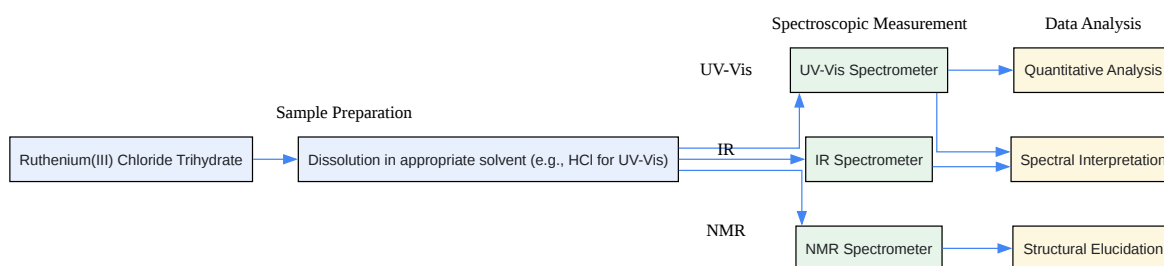 Spectroscopic Measurement
Data Analysis
UV-Vis
UV-Vis Spectrometer
Quantitative Analysis
Sample Preparation
Ruthenium(III) Chloride Trihydrate
Dissolution in appropriate solvent (e.g., HCl for UV-Vis)
IR
IR Spectrometer
Spectral Interpretation
NMR
NMR Spectrometer
Structural Elucidation